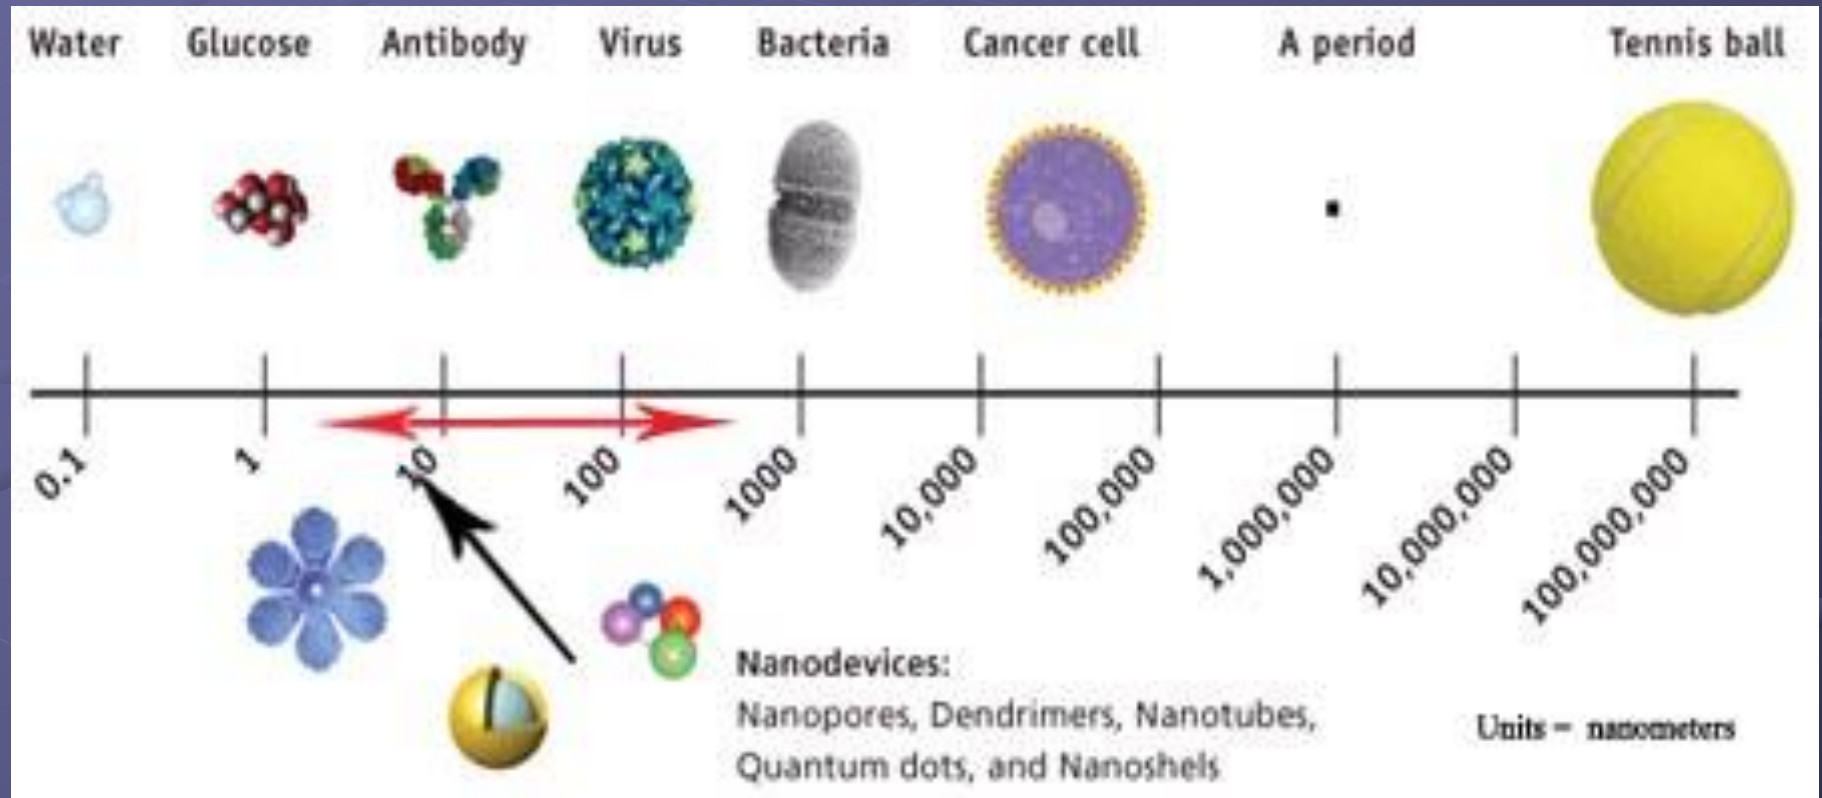 Water Glucose Antibody Virus Bacteria Cancer cell A period Tennis ball
0.1 1 10 100 1000 10,000 100,000 1,000,000 10,000,000 100,000,000
Nanodevices:
Nanopores, Dendrimers, Nanotubes,
Quantum dots, and Nanoshels
Units = nanometers